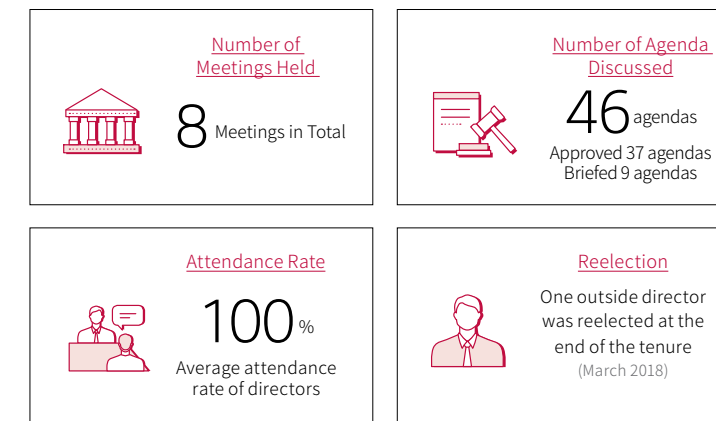 Number of
Meetings Held
8 Meetings in Total
Number of Agenda
Discussed
46 agendas
Approved 37 agendas
Briefed 9 agendas
Attendance Rate
100 %
Average attendance
rate of directors
Reelection
One outside director
was reelected at the
end of the tenure
(March 2018)